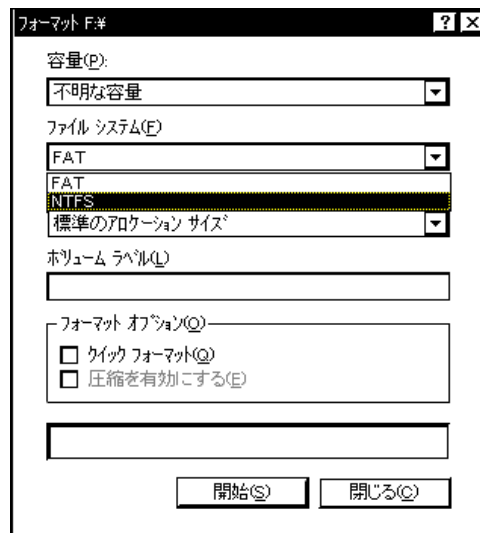 フォーマット F:¥
容量(P):
不明な容量
ファイル システム(F)
FAT
FAT
NTFS
標準のアロケーション サイズ
ボリューム ラベル(L)
フォーマット オプション(O)
クイック フォーマット(Q)
圧縮を有効にする(E)
開始(S) 閉じる(C)